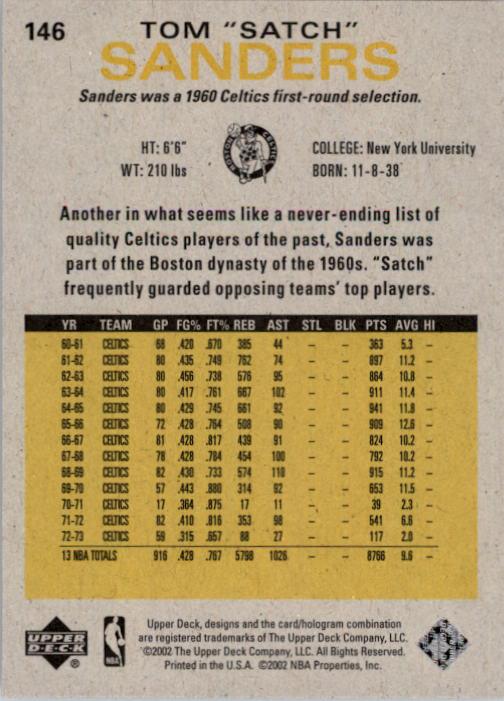 146
TOM "SATCH"
SANDERS
Sanders was a 1960 Celtics first-round selection.
HT: 6'6"
WT: 210 lbs
BOSTON CELTICS
COLLEGE: New York University
BORN: 11-8-38
Another in what seems like a never-ending list of
quality Celtics players of the past, Sanders was
part of the Boston dynasty of the 1960s. "Satch"
frequently guarded opposing teams' top players.
YR TEAM GP FG% FT% REB AST STL BLK PTS AVG HI
60-61 CELTICS 68 .420 .670 385 44 – – 363 5.3 –
61-62 CELTICS 80 .435 .749 762 74 – – 897 11.2 –
62-63 CELTICS 80 .456 .738 576 95 – – 864 10.8 –
63-64 CELTICS 80 .417 .761 667 102 – – 911 11.4 –
64-65 CELTICS 80 .429 .745 661 92 – – 941 11.8 –
65-66 CELTICS 72 .428 .764 508 90 – – 909 12.6 –
66-67 CELTICS 81 .428 .817 439 91 – – 824 10.2 –
67-68 CELTICS 78 .428 .784 454 100 – – 792 10.2 –
68-69 CELTICS 82 .430 .733 574 110 – – 915 11.2 –
69-70 CELTICS 57 .443 .880 314 92 – – 653 11.5 –
70-71 CELTICS 17 .364 .875 17 11 – – 39 2.3 –
71-72 CELTICS 82 .410 .816 353 98 – – 541 6.6 –
72-73 CELTICS 59 .315 .657 88 27 – – 117 2.0 –
13 NBA TOTALS 916 .428 .767 5798 1026 – – 8766 9.6 –
UPPER
DECK
®
NBA
Upper Deck, designs and the card/hologram combination
are registered trademarks of The Upper Deck Company, LLC.
©2002 The Upper Deck Company, LLC. All Rights Reserved.
Printed in the U.S.A. ©2002 NBA Properties, Inc.